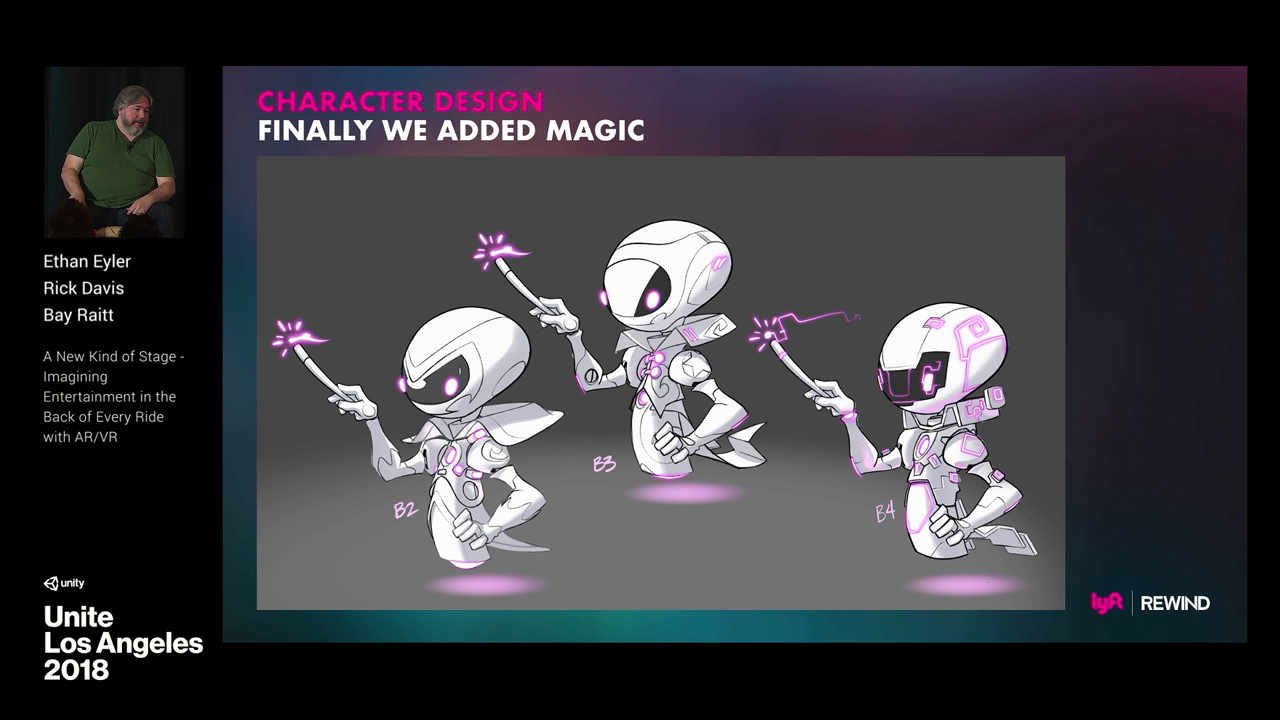 CHARACTER DESIGN
FINALLY WE ADDED MAGIC
Ethan Eyler
Rick Davis
Bay Raitt
A New Kind of Stage -
Imagining
Entertainment in the
Back of Every Ride
with AR/VR
B2
B3
B4
unity
Unite
Los Angeles
2018
lyft REWIND